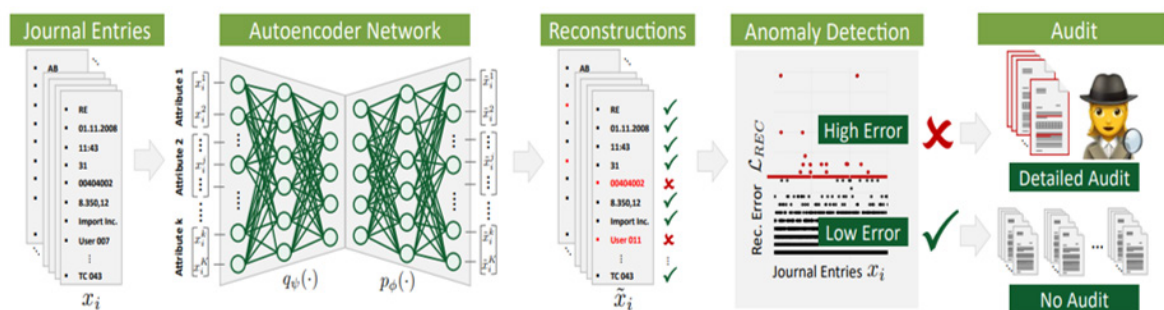 Journal Entries
Autoencoder Network
Reconstructions
Anomaly Detection
Audit
AB
RE
01.11.2008
11:43
31
00404002
8.350,12
Import Inc.
User 007
TC 043
x_i
Attribute 1
Attribute 2
Attribute k
q_ψ(·)
p_ϕ(·)
AB
RE
01.11.2008
11:43
31
00404002
8.350,12
Import Inc.
User 011
TC 043
x̃_i
Rec. Error ℒ_REC
High Error
Low Error
Journal Entries x_i
Detailed Audit
No Audit